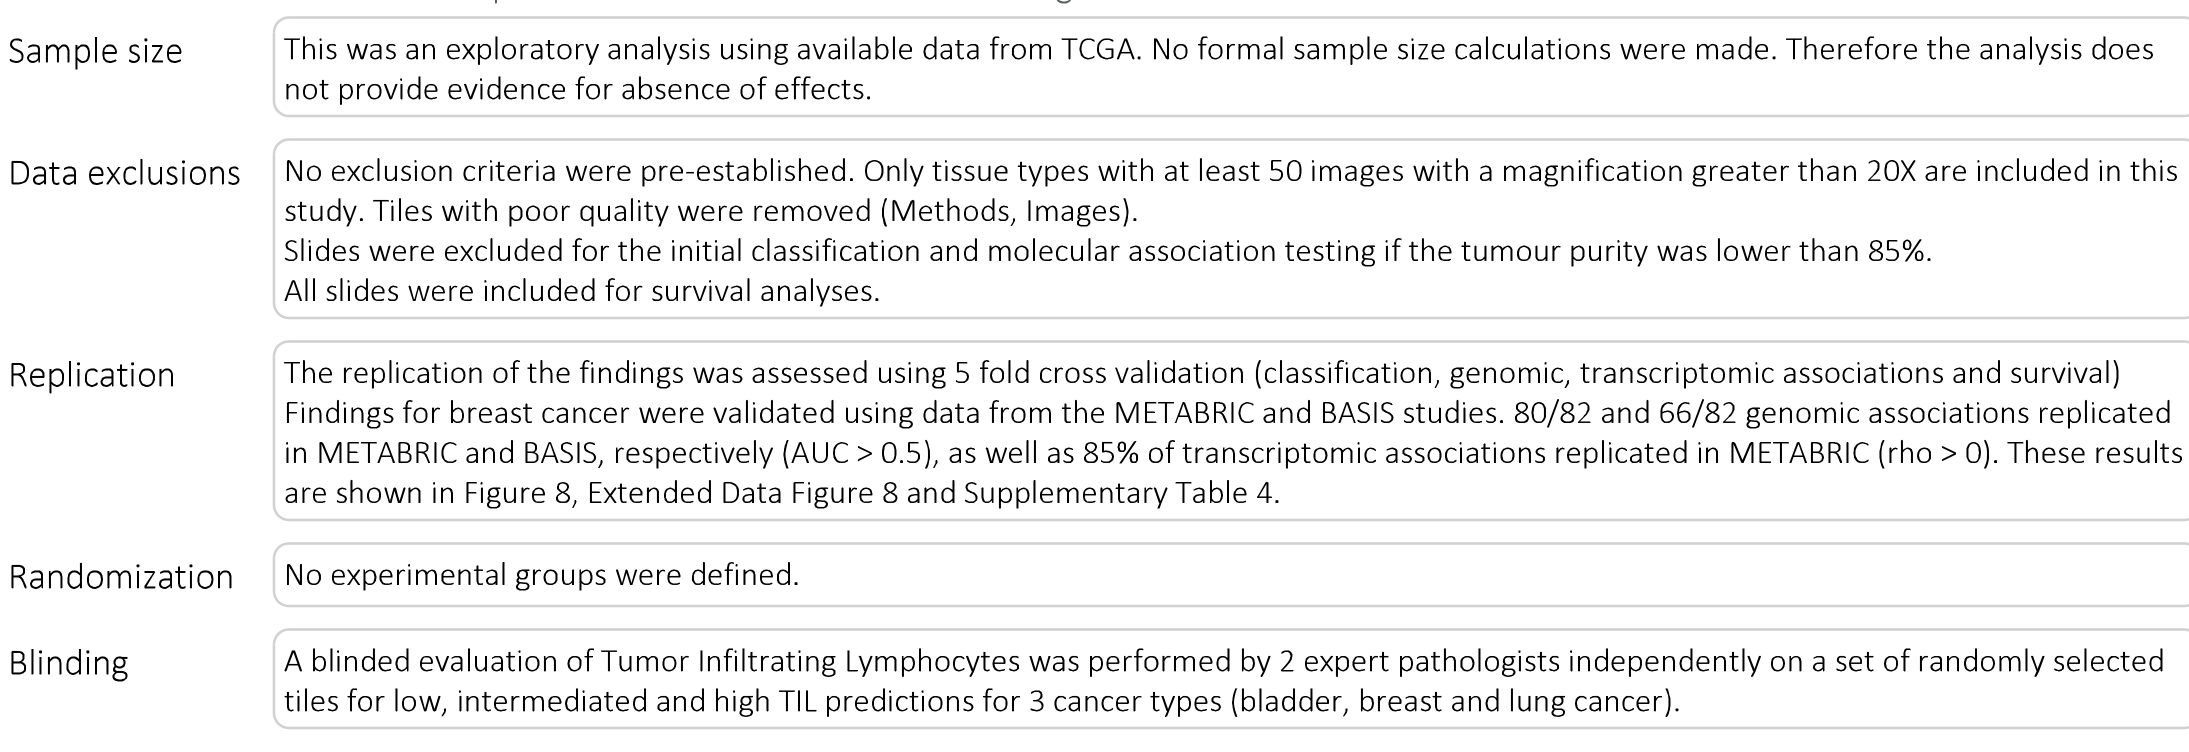 Sample size
This was an exploratory analysis using available data from TCGA. No formal sample size calculations were made. Therefore the analysis does
not provide evidence for absence of effects.
Data exclusions
No exclusion criteria were pre-established. Only tissue types with at least 50 images with a magnification greater than 20X are included in this
study. Tiles with poor quality were removed (Methods, Images).
Slides were excluded for the initial classification and molecular association testing if the tumour purity was lower than 85%.
All slides were included for survival analyses.
Replication
The replication of the findings was assessed using 5 fold cross validation (classification, genomic, transcriptomic associations and survival)
Findings for breast cancer were validated using data from the METABRIC and BASIS studies. 80/82 and 66/82 genomic associations replicated
in METABRIC and BASIS, respectively (AUC > 0.5), as well as 85% of transcriptomic associations replicated in METABRIC (rho > 0). These results
are shown in Figure 8, Extended Data Figure 8 and Supplementary Table 4.
Randomization
No experimental groups were defined.
Blinding
A blinded evaluation of Tumor Infiltrating Lymphocytes was performed by 2 expert pathologists independently on a set of randomly selected
tiles for low, intermediated and high TIL predictions for 3 cancer types (bladder, breast and lung cancer).